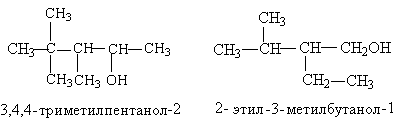 CH₃ CH₃
CH₃—C—CH—CH—CH₃ CH₃—CH—CH—CH₂OH
H₃C CH₃ OH CH₂—CH₃
3,4,4-триметилпентанол-2 2- этил -3- метилбутанол-1